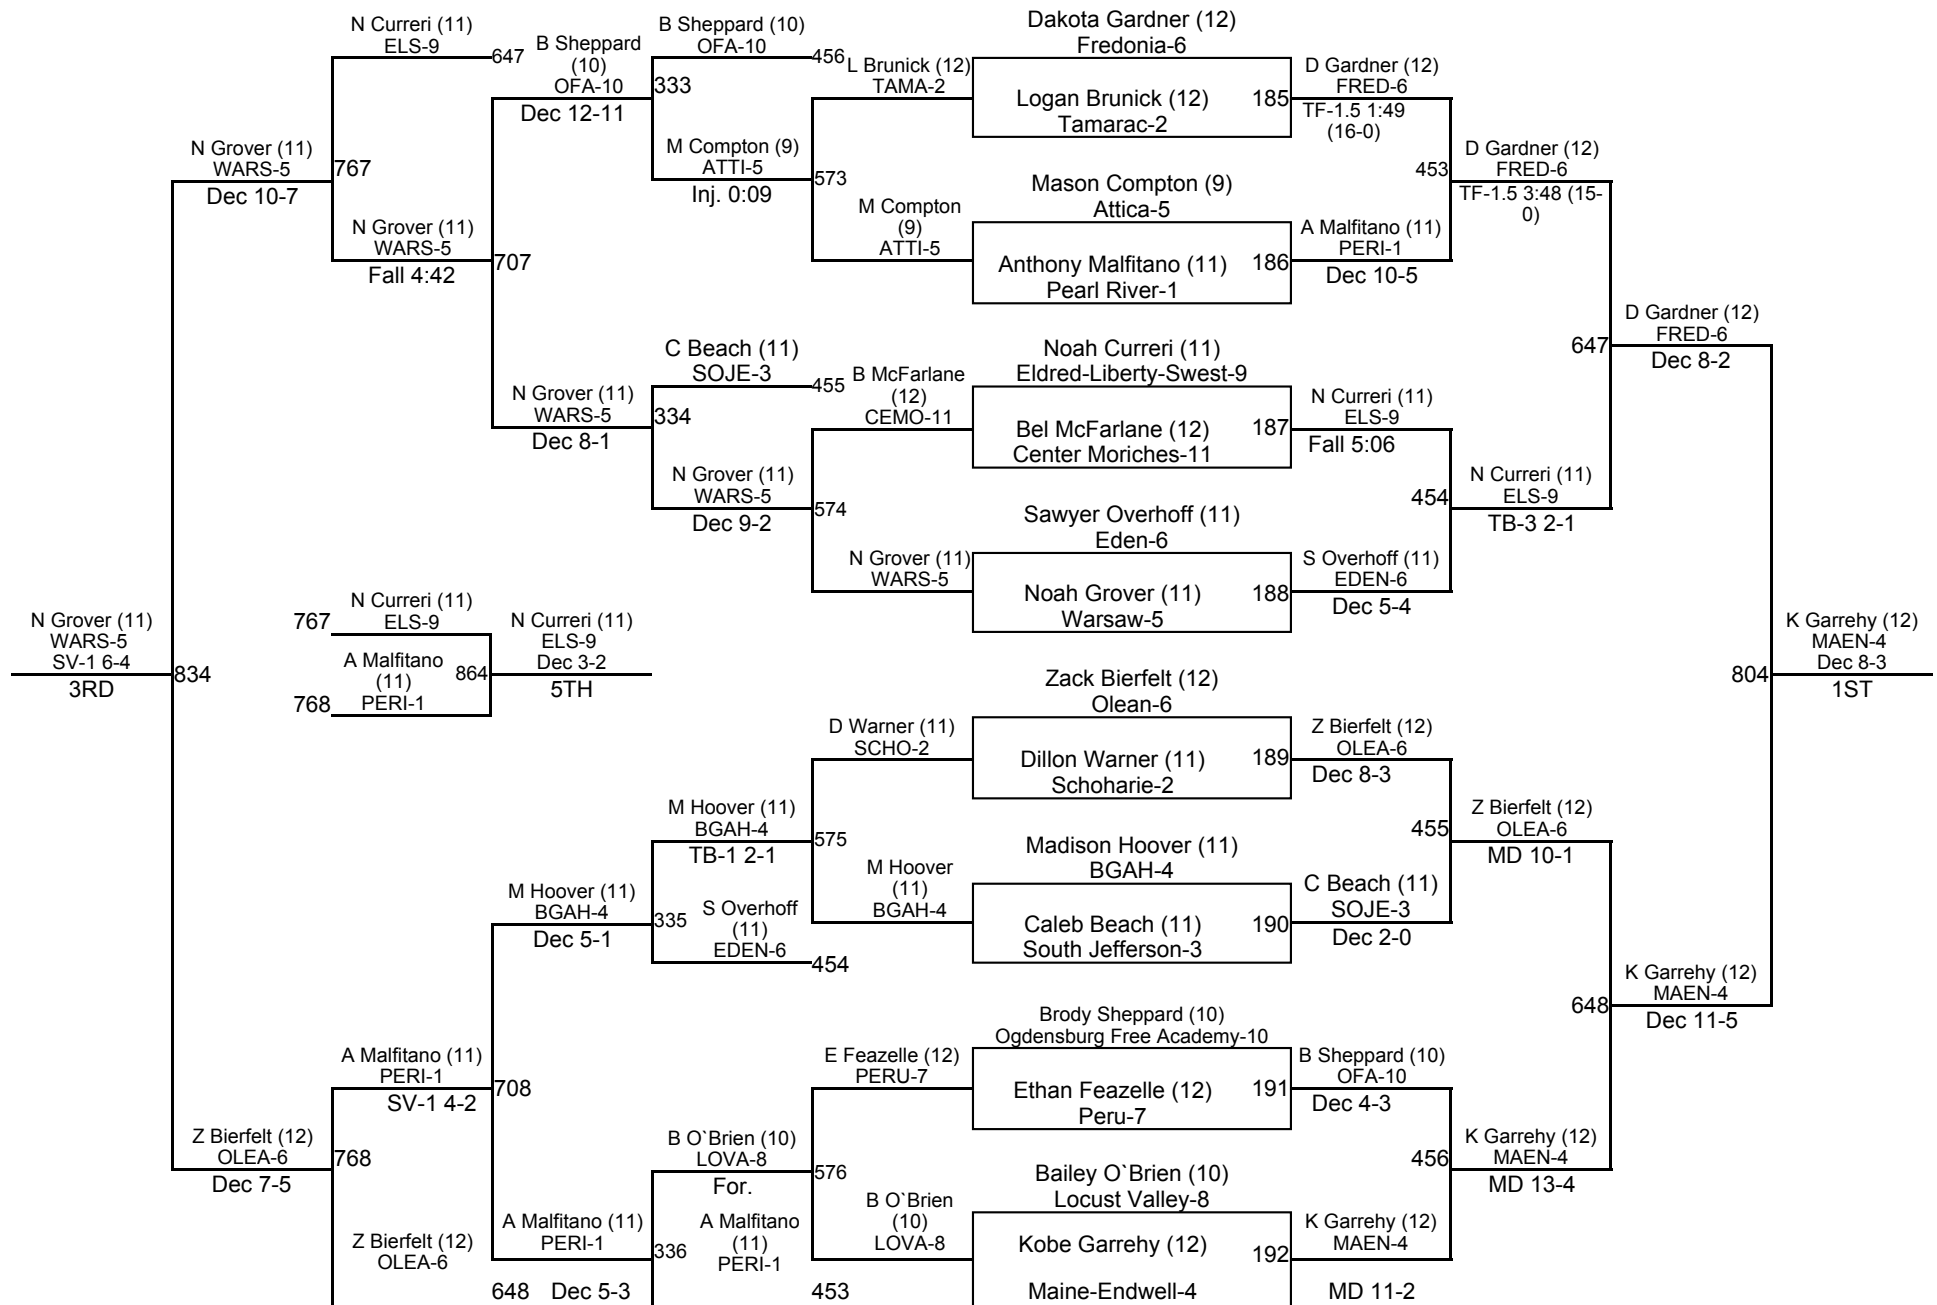 N Curreri (11)
ELS-9
647
B Sheppard
(10)
OFA-10
Dec 12-11
B Sheppard (10)
OFA-10
456
333
L Brunick (12)
TAMA-2
Dakota Gardner (12)
Fredonia-6
Logan Brunick (12)
Tamarac-2
185
D Gardner (12)
FRED-6
TF-1.5 1:49
(16-0)
N Grover (11)
WARS-5
Dec 10-7
767
M Compton (9)
ATTI-5
Inj. 0:09
573
453
D Gardner (12)
FRED-6
TF-1.5 3:48 (15-
0)
N Grover (11)
WARS-5
Fall 4:42
707
M Compton
(9)
ATTI-5
Mason Compton (9)
Attica-5
Anthony Malfitano (11)
Pearl River-1
186
A Malfitano (11)
PERI-1
Dec 10-5
C Beach (11)
SOJE-3
455
334
N Grover (11)
WARS-5
Dec 8-1
B McFarlane
(12)
CEMO-11
Noah Curreri (11)
Eldred-Liberty-Swest-9
Bel McFarlane (12)
Center Moriches-11
187
N Curreri (11)
ELS-9
Fall 5:06
647
D Gardner (12)
FRED-6
Dec 8-2
N Grover (11)
WARS-5
Dec 9-2
574
454
N Curreri (11)
ELS-9
TB-3 2-1
N Grover (11)
WARS-5
Sawyer Overhoff (11)
Eden-6
Noah Grover (11)
Warsaw-5
188
S Overhoff (11)
EDEN-6
Dec 5-4
N Grover (11)
WARS-5
SV-1 6-4
3RD
834
767
N Curreri (11)
ELS-9
A Malfitano
(11)
PERI-1
768
864
N Curreri (11)
ELS-9
Dec 3-2
5TH
804
K Garrehy (12)
MAEN-4
Dec 8-3
1ST
D Warner (11)
SCHO-2
Zack Bierfelt (12)
Olean-6
Dillon Warner (11)
Schoharie-2
189
Z Bierfelt (12)
OLEA-6
Dec 8-3
M Hoover (11)
BGAH-4
TB-1 2-1
575
455
Z Bierfelt (12)
OLEA-6
MD 10-1
M Hoover (11)
BGAH-4
Dec 5-1
335
S Overhoff
(11)
EDEN-6
454
M Hoover
(11)
BGAH-4
Madison Hoover (11)
BGAH-4
Caleb Beach (11)
South Jefferson-3
190
C Beach (11)
SOJE-3
Dec 2-0
648
K Garrehy (12)
MAEN-4
Dec 11-5
A Malfitano (11)
PERI-1
SV-1 4-2
708
E Feazelle (12)
PERU-7
Brody Sheppard (10)
Ogdensburg Free Academy-10
Ethan Feazelle (12)
Peru-7
191
B Sheppard (10)
OFA-10
Dec 4-3
Z Bierfelt (12)
OLEA-6
Dec 7-5
768
B O`Brien (10)
LOVA-8
For.
576
456
K Garrehy (12)
MAEN-4
MD 13-4
Z Bierfelt (12)
OLEA-6
648
A Malfitano (11)
PERI-1
Dec 5-3
336
A Malfitano
(11)
PERI-1
453
B O`Brien
(10)
LOVA-8
Bailey O`Brien (10)
Locust Valley-8
Kobe Garrehy (12)
Maine-Endwell-4
192
K Garrehy (12)
MAEN-4
MD 11-2